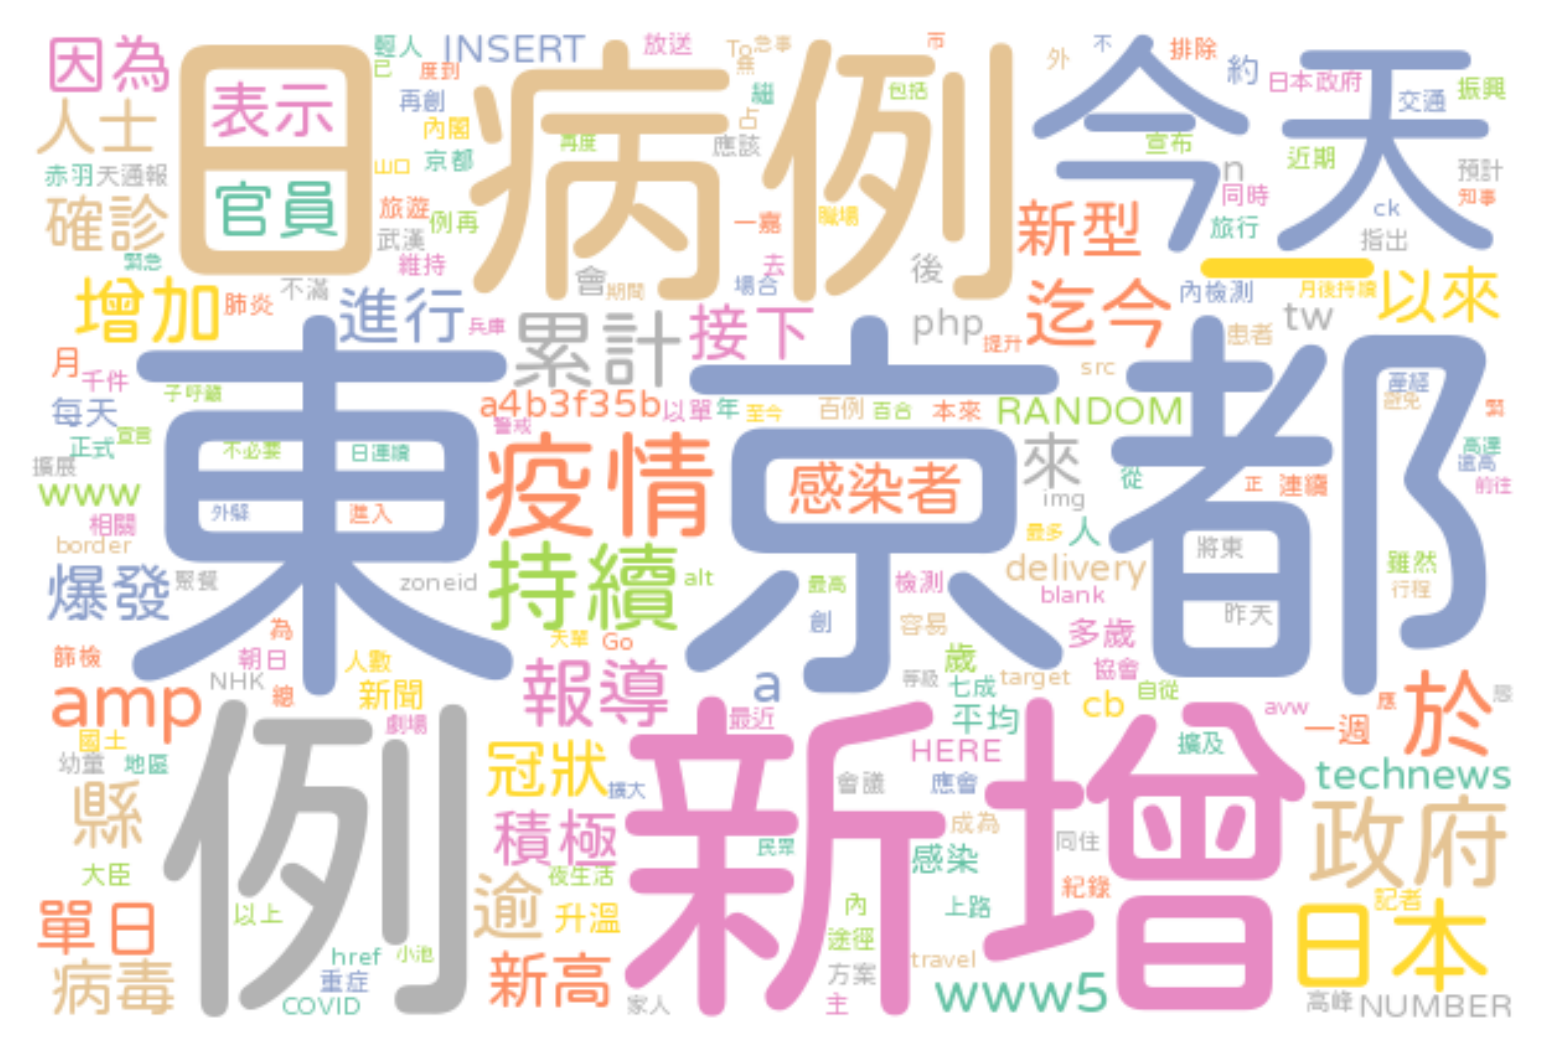 因為
輕人
INSERT
放送
To
急事
無
市
外
不
排除
約
日本政府
交通
振興
人士
日
表示
官員
己
度到
再創
內閣
京都
病例
再度
繼
占
應該
包括
今天
宣布
近期
預計
知事
赤羽
天通報
山口
確診
旅遊
例再
武漢
維持
一嘉
職場
去
場合
後
新型
n
同時
旅行
ck
指出
緊急
不滿
會
期間
一
月後持續
以來
增加
肺炎
進行
兵庫
累計
接下
php
提升
迄今
內檢測
tw
患者
月
千件
每天
子呼籲
a4b3f35b
警戒
以單
年
至今
百例
百合
本來
src
RANDOM
產經
避免
緊
正式
宣言
擴展
www
相關
border
東京都
不必要
日連續
外縣
進入
疫情
感染者
來
img
從
正
連續
高達
還高
前往
最多
人
將東
昨天
雖然
行程
爆發
聚餐
zoneid
持續
alt
最高
檢測
delivery
blank
創
容易
多歲
協會
篩檢
為
朝日
NHK
總
人數
新聞
天單
Go
報導
a
最近
歲
等級
七成
target
平均
cb
自從
avw
應
一週
於
amp
國土
幼童
地區
劇場
例
冠狀
擴大
新增
HERE
擴及
technews
會議
應會
成為
同住
縣
大臣
積極
民眾
感染
紀錄
政府
單日
以上
逾
夜生活
升溫
內
上路
途徑
記者
日本
病毒
href
小池
重症
COVID
新高
家人
方案
主
travel
www5
高峰
NUMBER